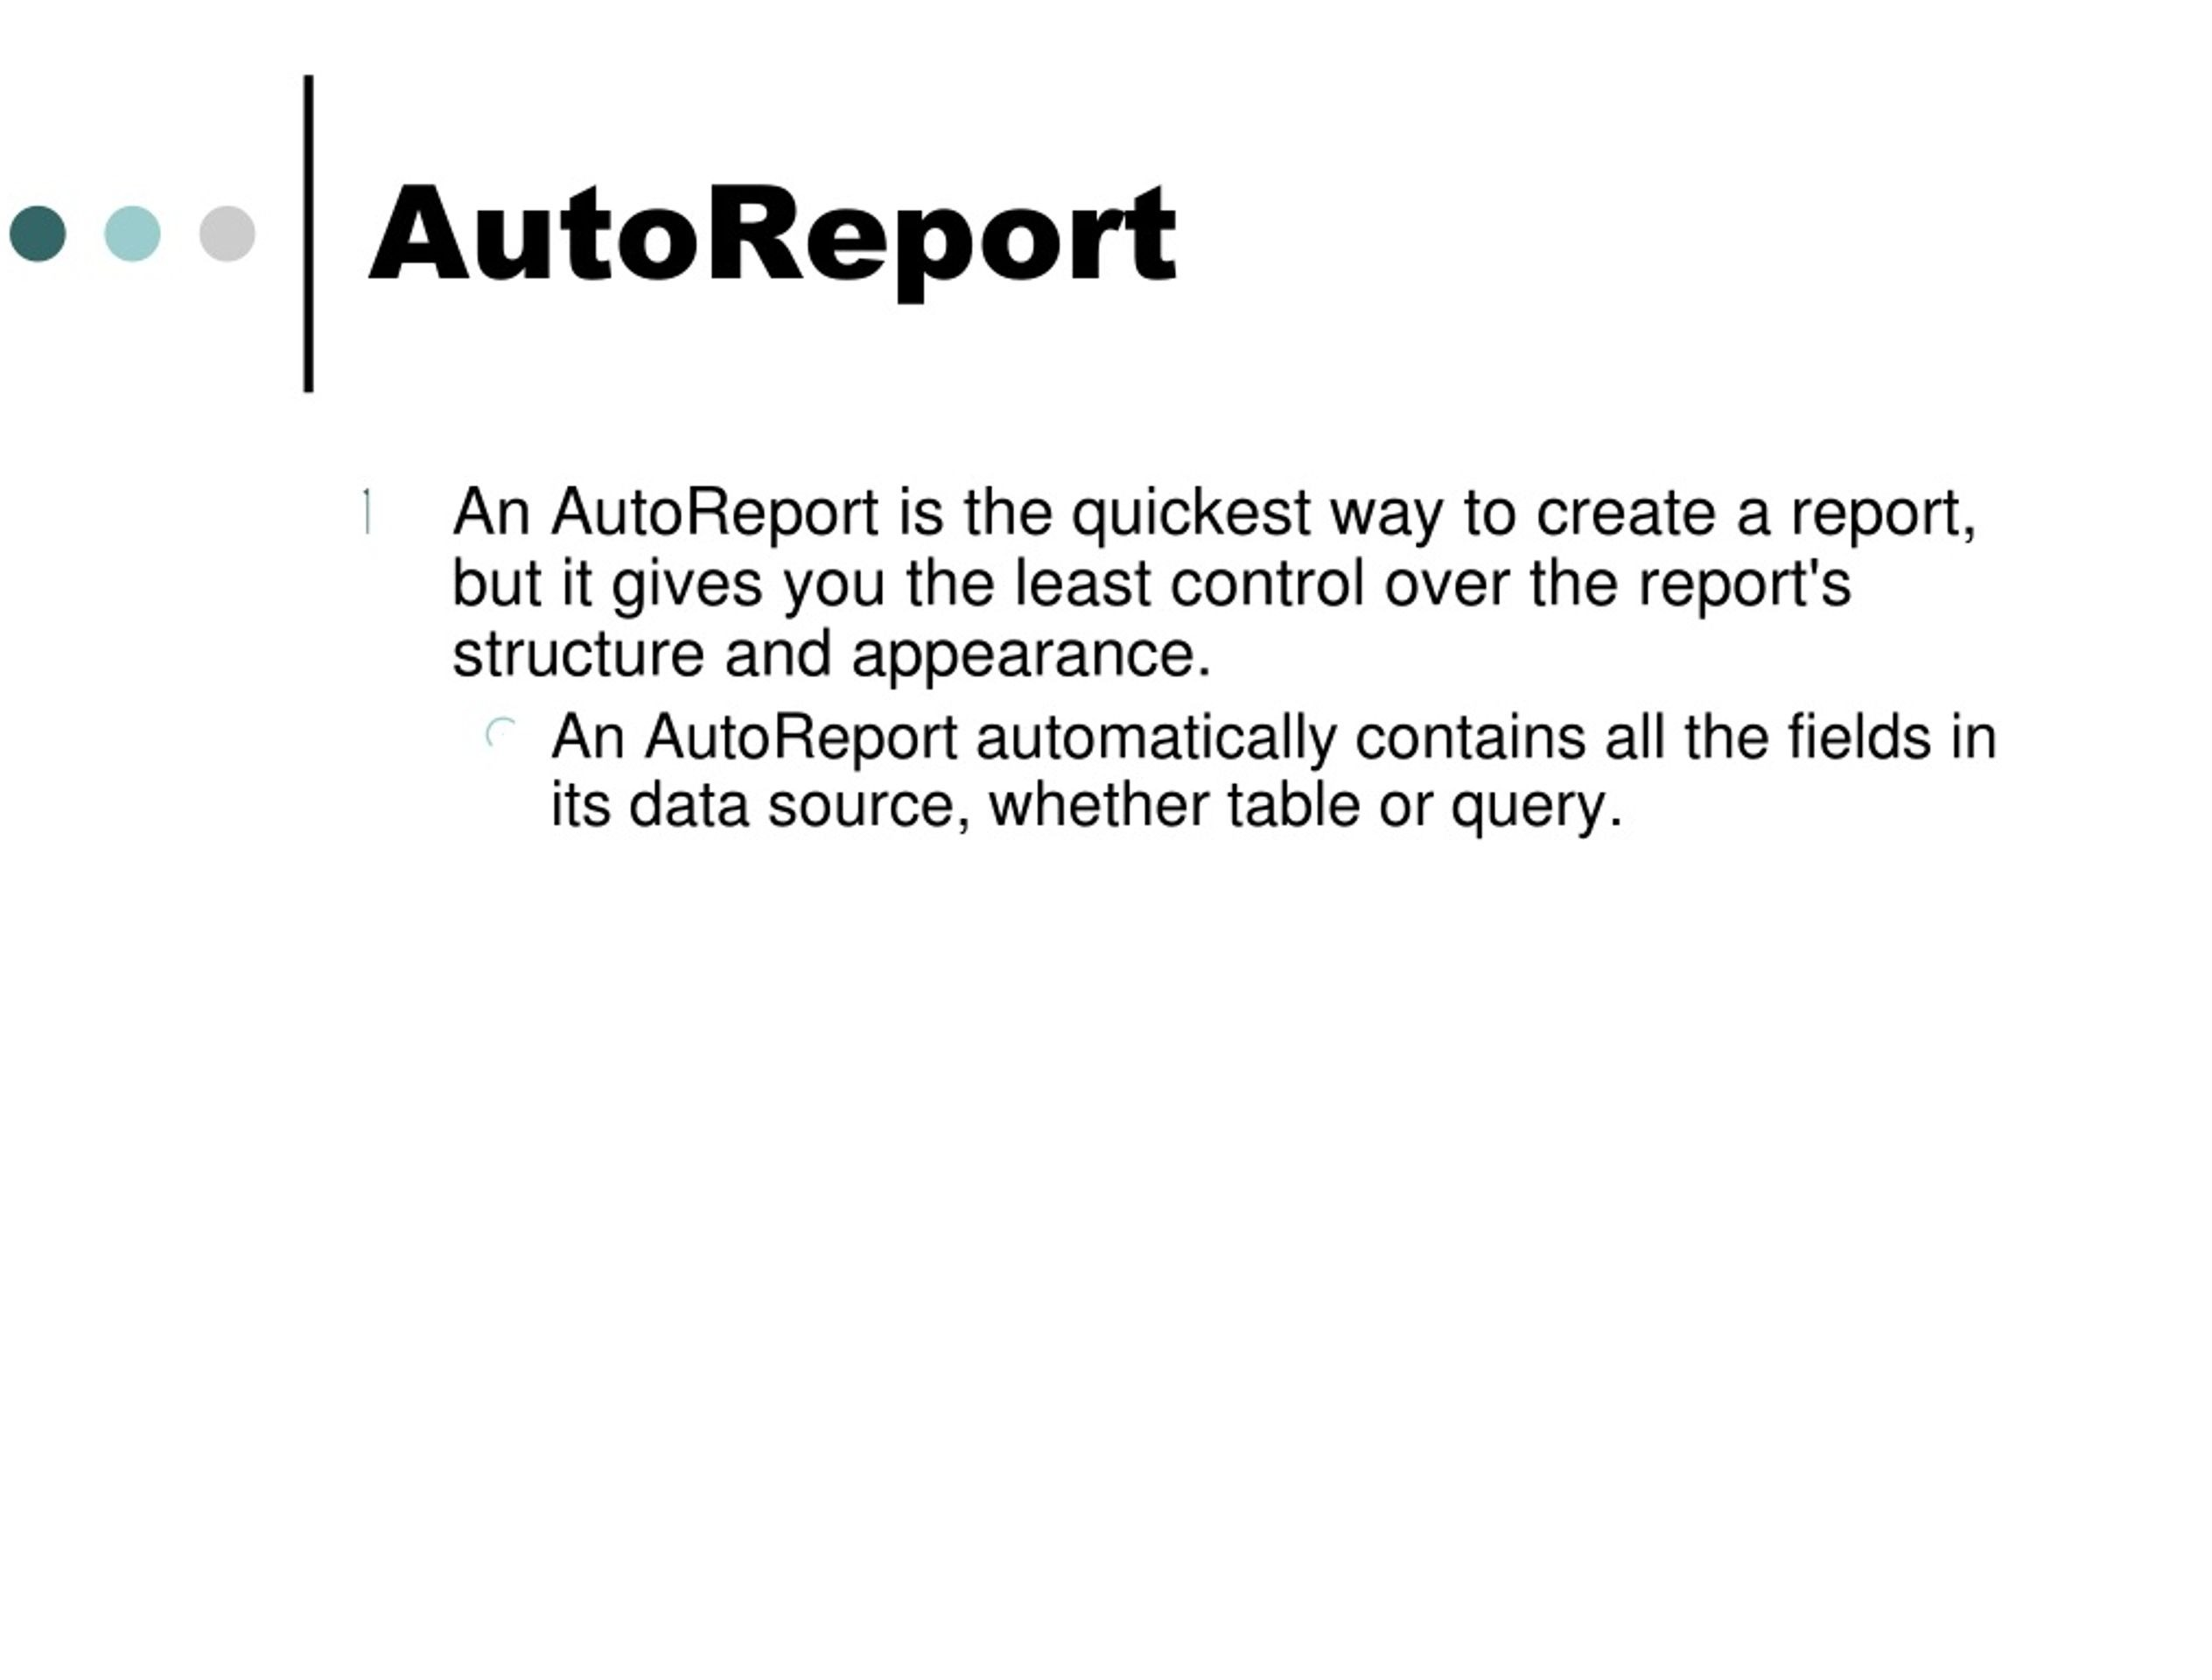 AutoReport
An AutoReport is the quickest way to create a report,
but it gives you the least control over the report's
structure and appearance.
An AutoReport automatically contains all the fields in
its data source, whether table or query.